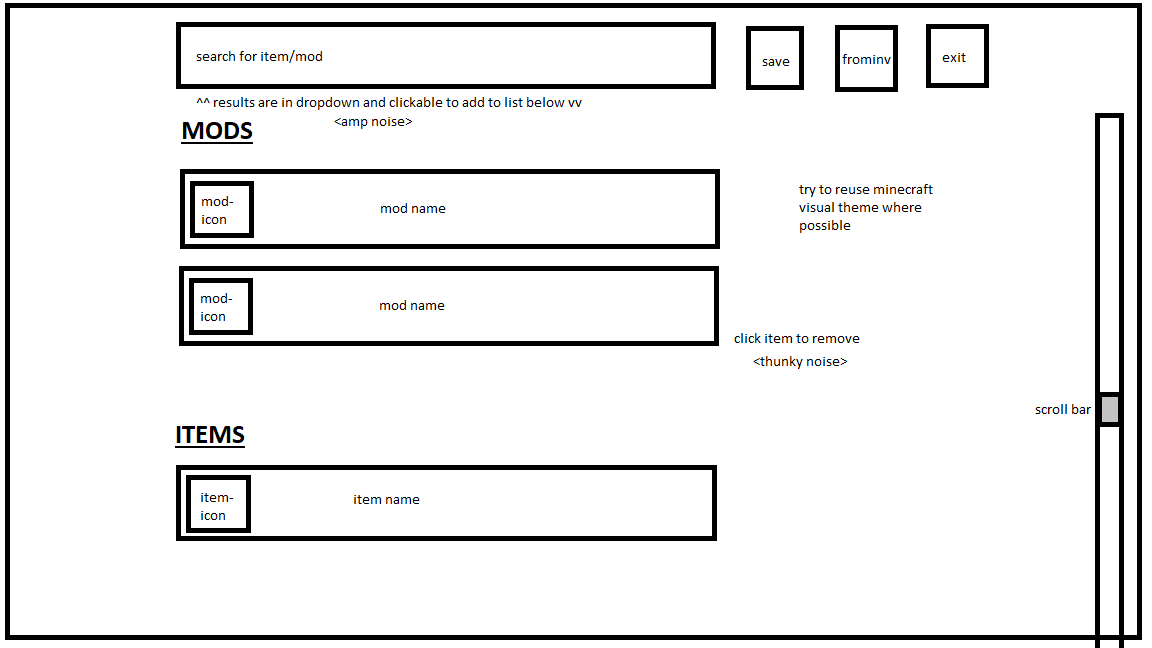 search for item/mod
save
frominv
exit
^^ results are in dropdown and clickable to add to list below vv
<amp noise>
MODS
mod-
icon
mod name
try to reuse minecraft
visual theme where
possible
mod-
icon
mod name
click item to remove
<thunky noise>
scroll bar
ITEMS
item-
icon
item name